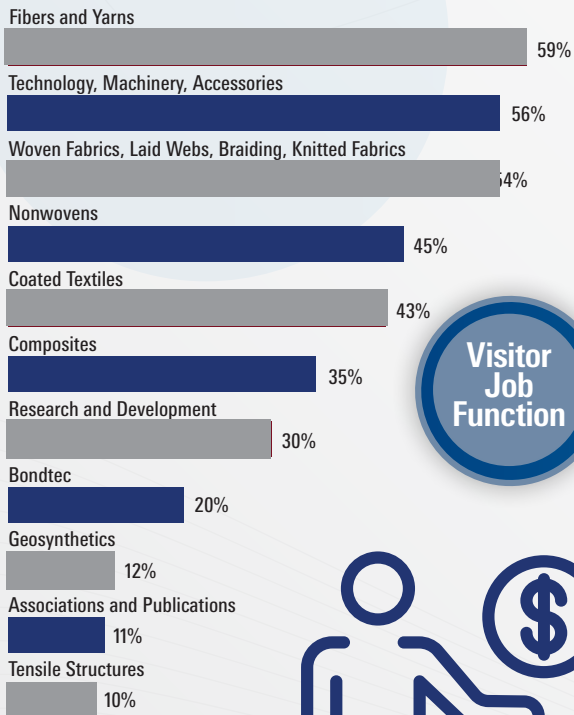 Fibers and Yarns
59%
Technology, Machinery, Accessories
56%
Woven Fabrics, Laid Webs, Braiding, Knitted Fabrics
54%
Nonwovens
45%
Coated Textiles
43%
Composites
35%
Research and Development
30%
Bondtec
20%
Geosynthetics
12%
Associations and Publications
11%
Tensile Structures
10%
Visitor
Job
Function
$